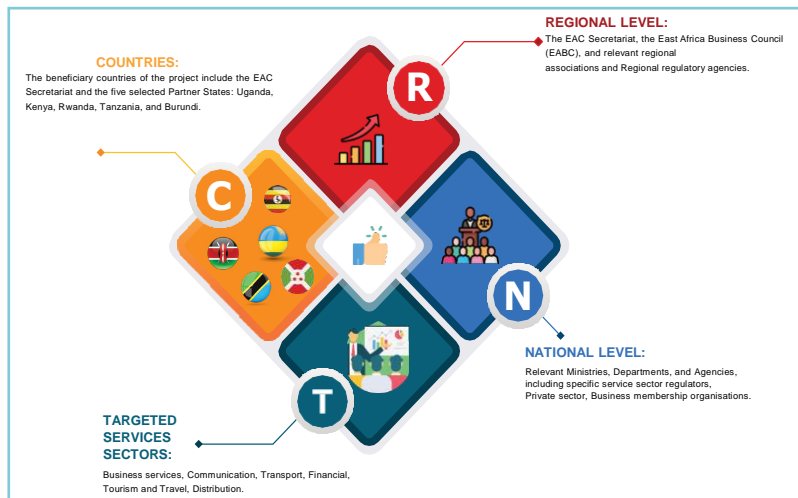 REGIONAL LEVEL:
The EAC Secretariat, the East Africa Business Council
(EABC), and relevant regional
associations and Regional regulatory agencies.
COUNTRIES:
The beneficiary countries of the project include the EAC
Secretariat and the five selected Partner States: Uganda,
Kenya, Rwanda, Tanzania, and Burundi.
R
C
N
T
NATIONAL LEVEL:
Relevant Ministries, Departments, and Agencies,
including specific service sector regulators,
Private sector, Business membership organisations.
TARGETED
SERVICES
SECTORS:
Business services, Communication, Transport, Financial,
Tourism and Travel, Distribution.